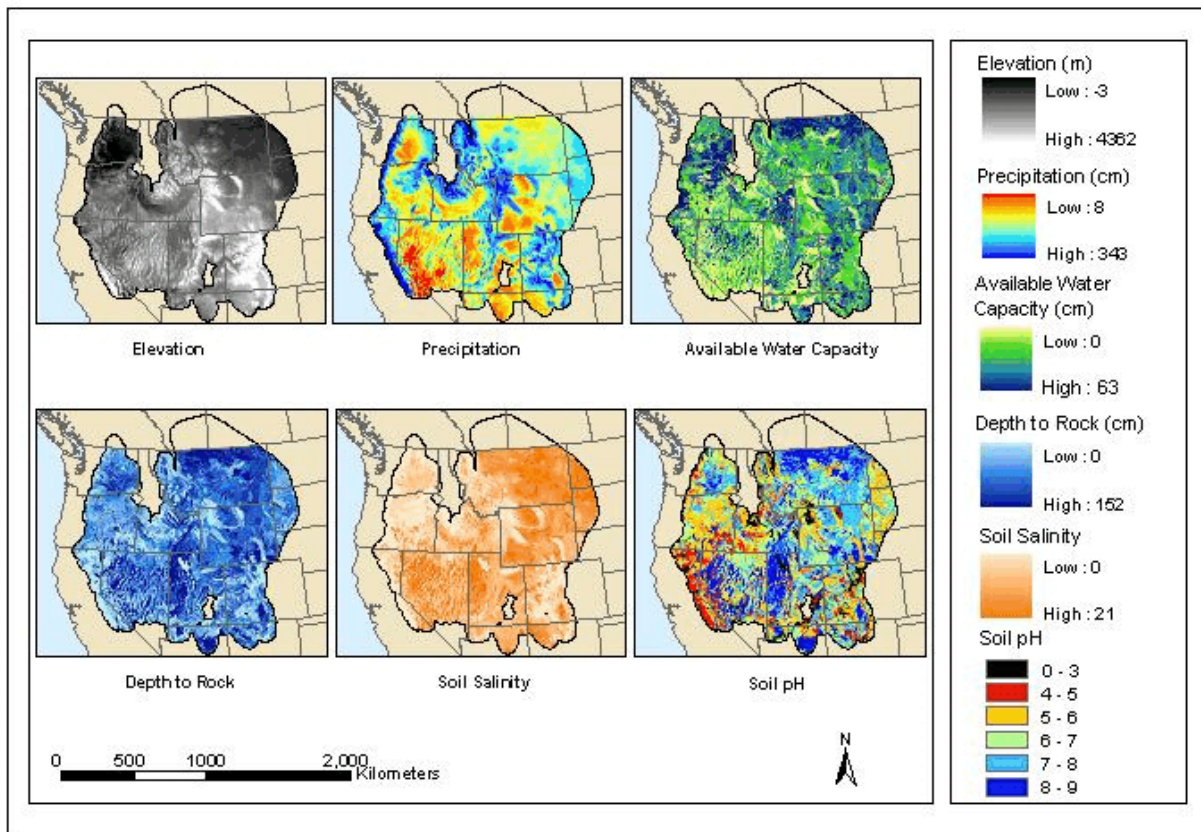 Elevation
Precipitation
Available Water Capacity
Depth to Rock
Soil Salinity
Soil pH
0
500
1000
2,000
Kilometers
N
Elevation (m)
Low : -3
High : 4362
Precipitation (cm)
Low : 8
High : 343
Available Water
Capacity (cm)
Low : 0
High : 63
Depth to Rock (cm)
Low : 0
High : 152
Soil Salinity
Low : 0
High : 21
Soil pH
0 - 3
4 - 5
5 - 6
6 - 7
7 - 8
8 - 9